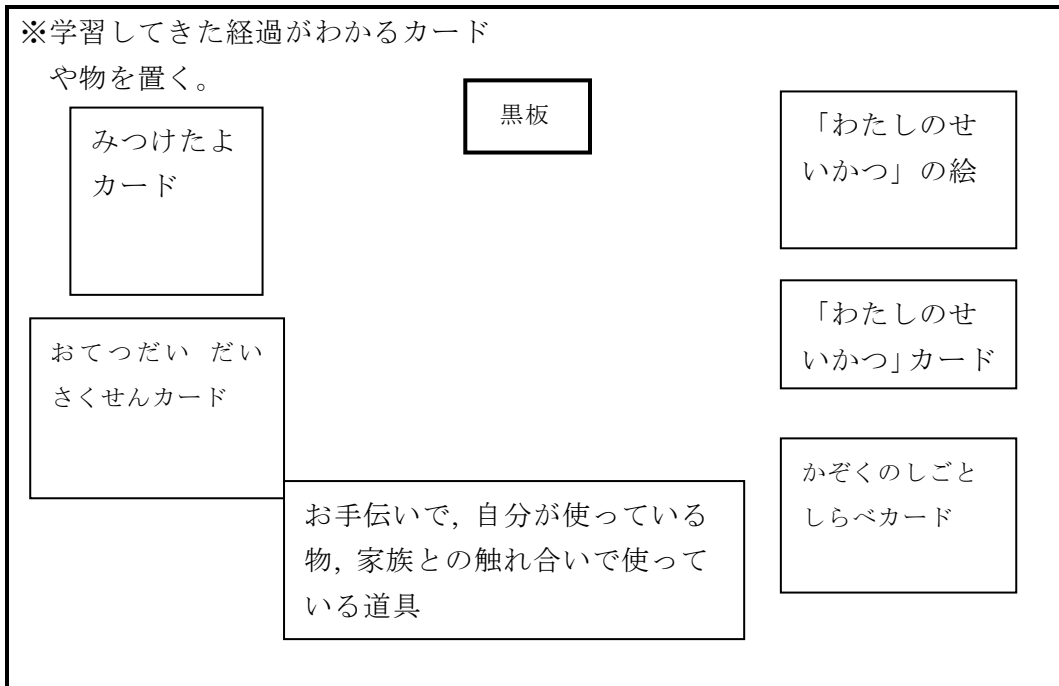 ※学習してきた経過がわかるカード
や物を置く。
黒板
みつけたよ
カード
「わたしのせ
いかつ」の絵
「わたしのせ
いかつ」カード
おてつだい だい
さくせんカード
かぞくのしごと
しらべカード
お手伝いで,自分が使っている
物,家族との触れ合いで使って
いる道具